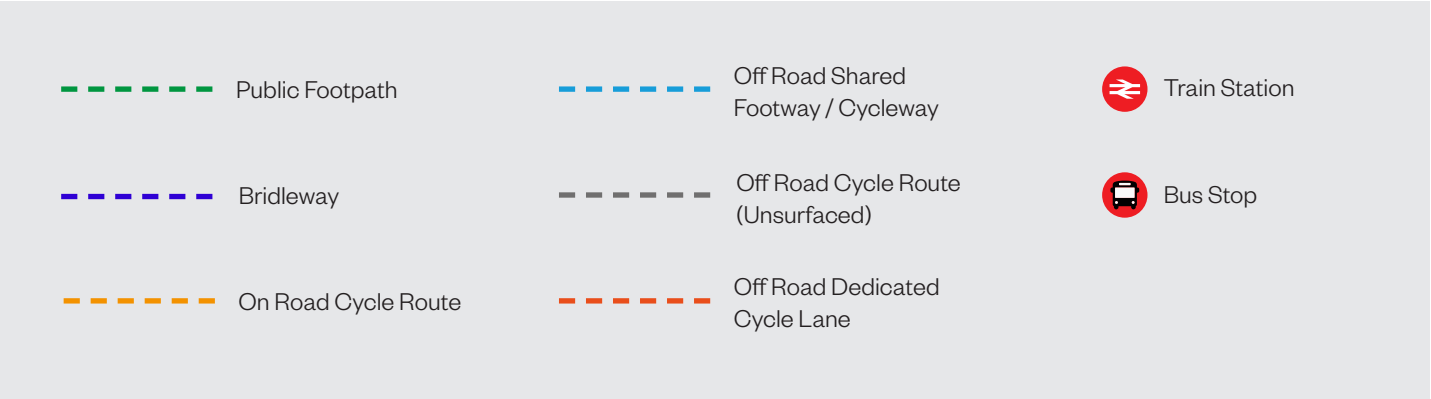 Public Footpath
Bridleway
On Road Cycle Route
Off Road Shared
Footway / Cycleway
Off Road Cycle Route
(Unsurfaced)
Off Road Dedicated
Cycle Lane
Train Station
Bus Stop